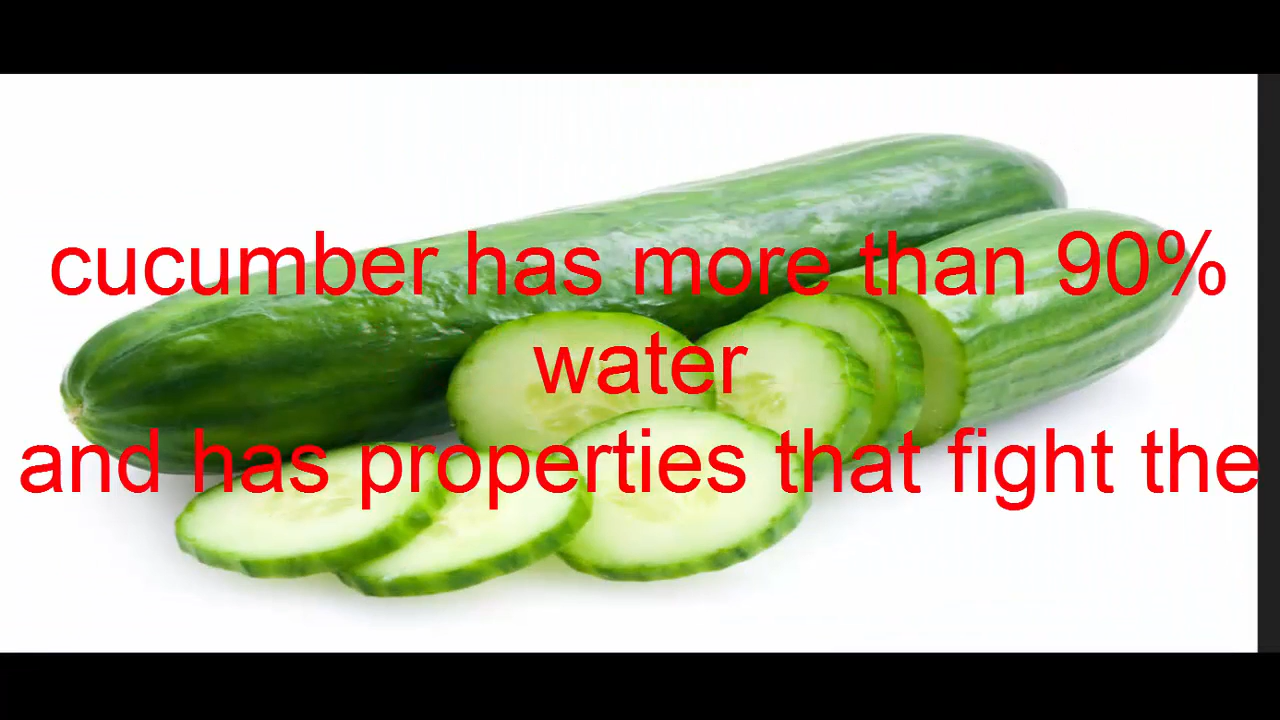 cucumber has more than 90%
water
and has properties that fight the